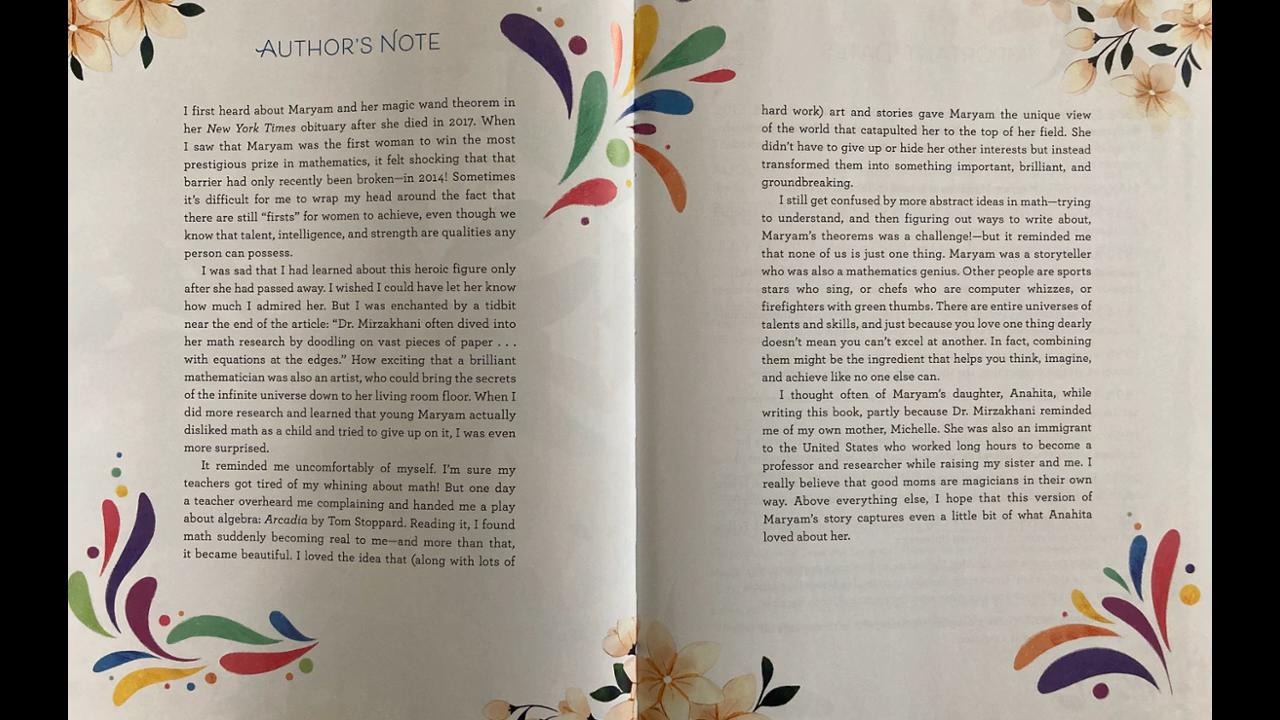 AUTHOR'S NOTE
I first heard about Maryam and her magic wand theorem in
her New York Times obituary after she died in 2017. When
I saw that Maryam was the first woman to win the most
prestigious prize in mathematics, it felt shocking that that
barrier had only recently been broken—in 2014! Sometimes
it's difficult for me to wrap my head around the fact that
there are still “firsts” for women to achieve, even though we
know that talent, intelligence, and strength are qualities any
person can possess.
I was sad that I had learned about this heroic figure only
after she had passed away. I wished I could have let her know
how much I admired her. But I was enchanted by a tidbit
near the end of the article: “Dr. Mirzakhani often dived into
her math research by doodling on vast pieces of paper . . .
with equations at the edges.” How exciting that a brilliant
mathematician was also an artist, who could bring the secrets
of the infinite universe down to her living room floor. When I
did more research and learned that young Maryam actually
disliked math as a child and tried to give up on it, I was even
more surprised.
It reminded me uncomfortably of myself. I'm sure my
teachers got tired of my whining about math! But one day
a teacher overheard me complaining and handed me a play
about algebra: Arcadia by Tom Stoppard. Reading it, I found
math suddenly becoming real to me—and more than that,
it became beautiful. I loved the idea that (along with lots of
hard work) art and stories gave Maryam the unique view
of the world that catapulted her to the top of her field. She
didn't have to give up or hide her other interests but instead
transformed them into something important, brilliant, and
groundbreaking.
I still get confused by more abstract ideas in math—trying
to understand, and then figuring out ways to write about,
Maryam's theorems was a challenge!—but it reminded me
that none of us is just one thing. Maryam was a storyteller
who was also a mathematics genius. Other people are sports
stars who sing, or chefs who are computer whizzes, or
firefighters with green thumbs. There are entire universes of
talents and skills, and just because you love one thing dearly
doesn't mean you can't excel at another. In fact, combining
them might be the ingredient that helps you think, imagine,
and achieve like no one else can.
I thought often of Maryam's daughter, Anahita, while
writing this book, partly because Dr. Mirzakhani reminded
me of my own mother, Michelle. She was also an immigrant
to the United States who worked long hours to become a
professor and researcher while raising my sister and me. I
really believe that good moms are magicians in their own
way. Above everything else, I hope that this version of
Maryam's story captures even a little bit of what Anahita
loved about her.